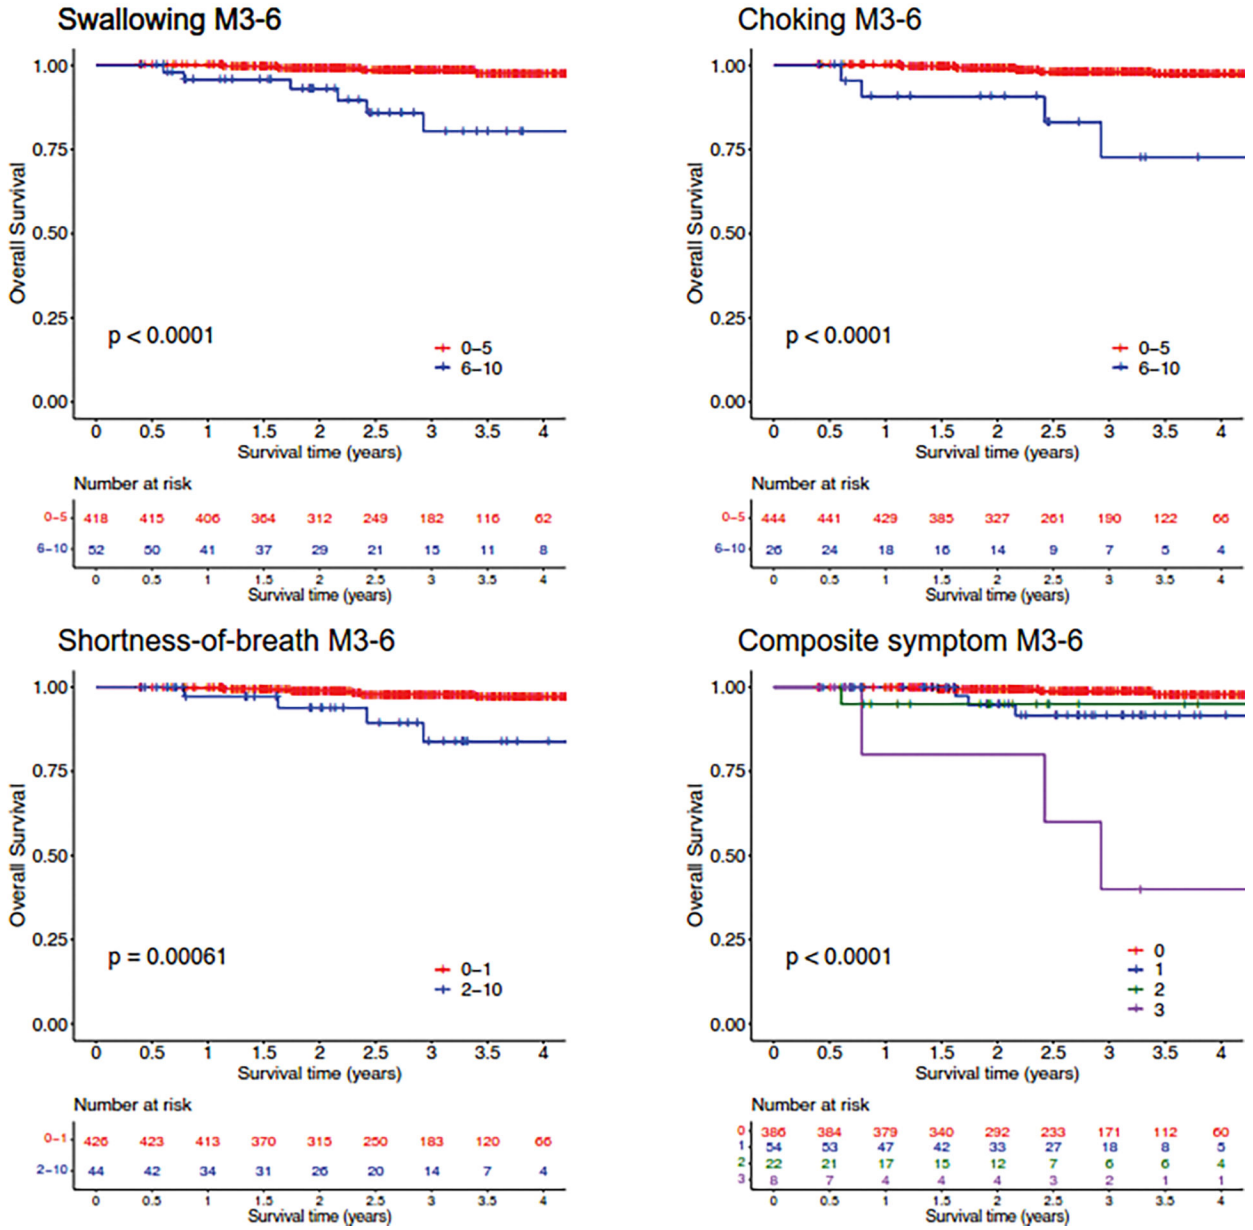 Swallowing M3-6
1.00
0.75
0.50
0.25
0.00
Overall Survival
p < 0.0001
0–5
6–10
0 0.5 1 1.5 2 2.5 3 3.5 4
Survival time (years)
Number at risk
0–5 418 415 406 364 312 249 182 116 62
6–10 52 50 41 37 29 21 15 11 8
0 0.5 1 1.5 2 2.5 3 3.5 4
Survival time (years)
Choking M3-6
1.00
0.75
0.50
0.25
0.00
Overall Survival
p < 0.0001
0–5
6–10
0 0.5 1 1.5 2 2.5 3 3.5 4
Survival time (years)
Number at risk
0–5 444 441 429 385 327 261 190 122 66
6–10 26 24 18 16 14 9 7 5 4
0 0.5 1 1.5 2 2.5 3 3.5 4
Survival time (years)
Shortness-of-breath M3-6
1.00
0.75
0.50
0.25
0.00
Overall Survival
p = 0.00061
0–1
2–10
0 0.5 1 1.5 2 2.5 3 3.5 4
Survival time (years)
Number at risk
0–1 426 423 413 370 315 250 183 120 66
2–10 44 42 34 31 26 20 14 7 4
0 0.5 1 1.5 2 2.5 3 3.5 4
Survival time (years)
Composite symptom M3-6
1.00
0.75
0.50
0.25
0.00
Overall Survival
p < 0.0001
0
1
2
3
0 0.5 1 1.5 2 2.5 3 3.5 4
Survival time (years)
Number at risk
0 386 384 379 340 292 233 171 112 60
1 54 53 47 42 33 27 18 8 5
2 22 21 17 15 12 7 6 6 4
3 8 7 4 4 4 3 2 1 1
0 0.5 1 1.5 2 2.5 3 3.5 4
Survival time (years)